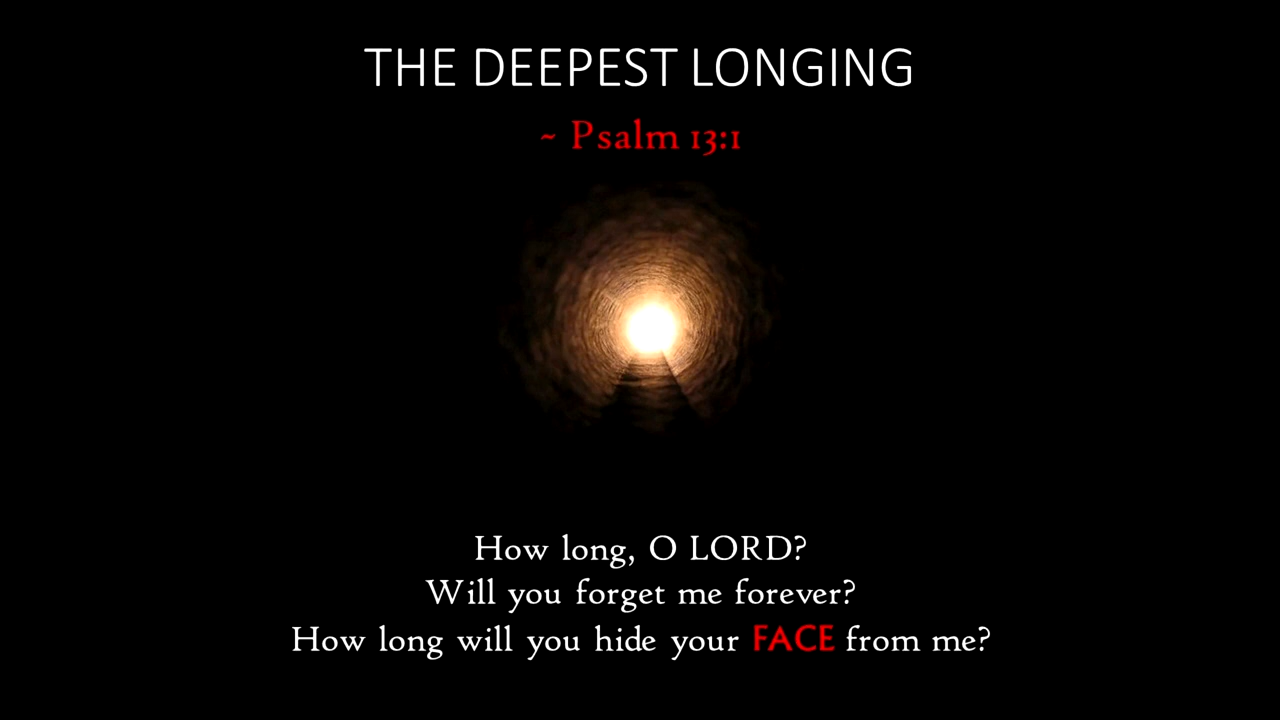 THE DEEPEST LONGING
~ Psalm 13:1
How long, O LORD?
Will you forget me forever?
How long will you hide your FACE from me?